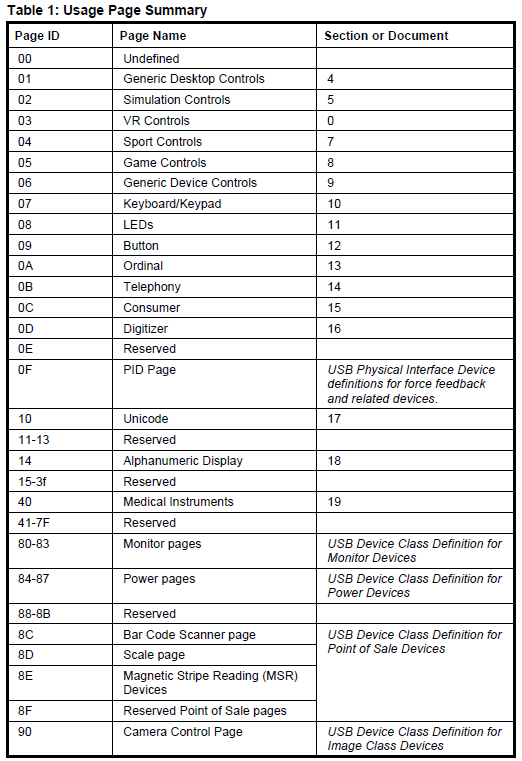 Table 1: Usage Page Summary
Page ID Page Name Section or Document
00 Undefined
01 Generic Desktop Controls 4
02 Simulation Controls 5
03 VR Controls 0
04 Sport Controls 7
05 Game Controls 8
06 Generic Device Controls 9
07 Keyboard/Keypad 10
08 LEDs 11
09 Button 12
0A Ordinal 13
0B Telephony 14
0C Consumer 15
0D Digitizer 16
0E Reserved
0F PID Page USB Physical Interface Device
definitions for force feedback
and related devices.
10 Unicode 17
11-13 Reserved
14 Alphanumeric Display 18
15-3f Reserved
40 Medical Instruments 19
41-7F Reserved
80-83 Monitor pages USB Device Class Definition for
Monitor Devices
84-87 Power pages USB Device Class Definition for
Power Devices
88-8B Reserved
8C Bar Code Scanner page USB Device Class Definition for
Point of Sale Devices
8D Scale page
8E Magnetic Stripe Reading (MSR)
Devices
8F Reserved Point of Sale pages
90 Camera Control Page USB Device Class Definition for
Image Class Devices